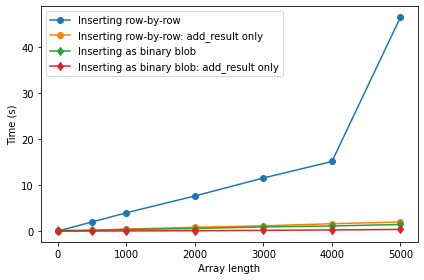 Inserting row-by-row
Inserting row-by-row: add_result only
Inserting as binary blob
Inserting as binary blob: add_result only
Time (s)
40
30
20
10
0
0
1000
2000
3000
4000
5000
Array length